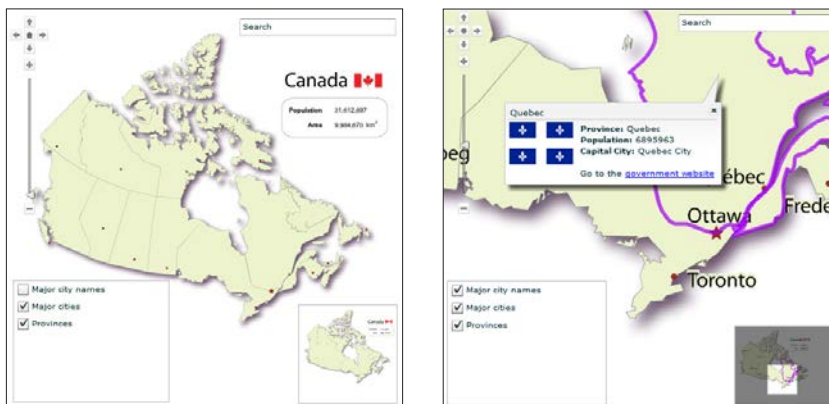 Search
Canada
Population 31,612,897
Area 9,984,670 km²
Major city names
Major cities
Provinces
Canada
Search
Quebec
Province: Quebec
Population: 6895963
Capital City: Quebec City
Go to the government website
ébec
Ottawa
Frede
Toronto
Major city names
Major cities
Provinces